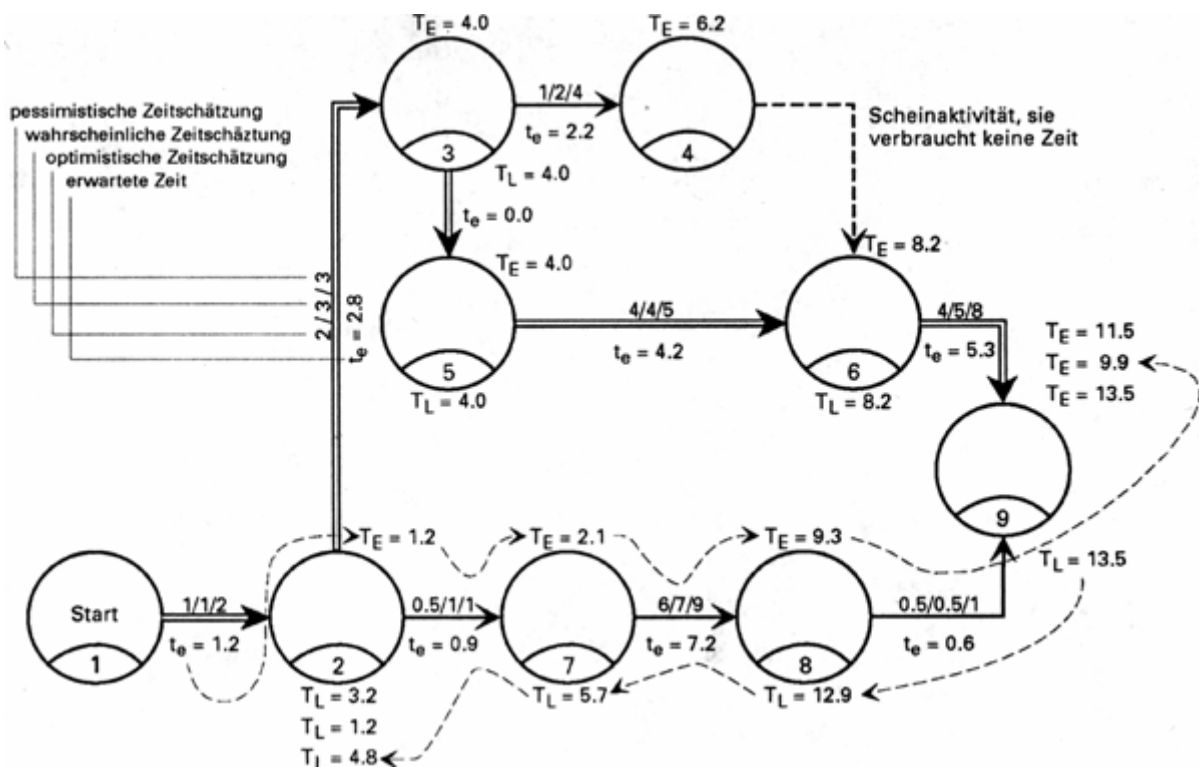 T_E = 4.0
T_E = 6.2
pessimistische Zeitschätzung
wahrscheinliche Zeitschäztung
optimistische Zeitschätzung
erwartete Zeit
1/2/4
t_e = 2.2
Scheinaktivität, sie
verbraucht keine Zeit
3
4
T_L = 4.0
t_e = 0.0
T_E = 8.2
T_E = 4.0
2/3/3
t_e = 2.8
4/4/5
t_e = 4.2
4/5/8
t_e = 5.3
T_E = 11.5
T_E = 9.9
T_E = 13.5
5
6
T_L = 4.0
T_L = 8.2
9
T_L = 13.5
T_E = 1.2
T_E = 2.1
T_E = 9.3
Start
1/1/2
t_e = 1.2
0.5/1/1
t_e = 0.9
6/7/9
t_e = 7.2
0.5/0.5/1
t_e = 0.6
1
2
7
8
T_L = 3.2
T_L = 1.2
T_L = 4.8
T_L = 5.7
T_L = 12.9